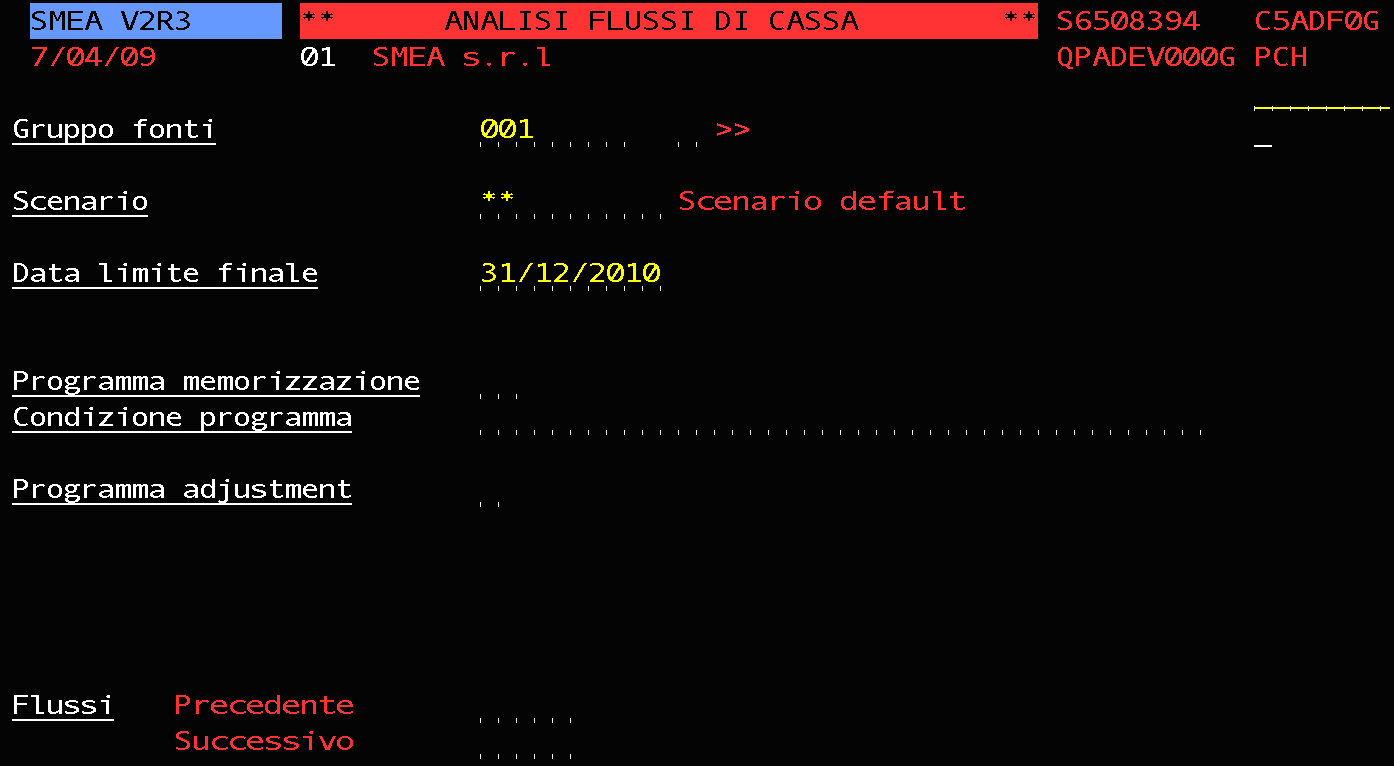 SMEA V2R3 ** ANALISI FLUSSI DI CASSA ** S6508394 C5ADF0G
7/04/09 01 SMEA s.r.l QPADEV000G PCH
Gruppo fonti 001 >>
Scenario ** Scenario default
Data limite finale 31/12/2010
Programma memorizzazione
Condizione programma
Programma adjustment
Flussi Precedente
Successivo